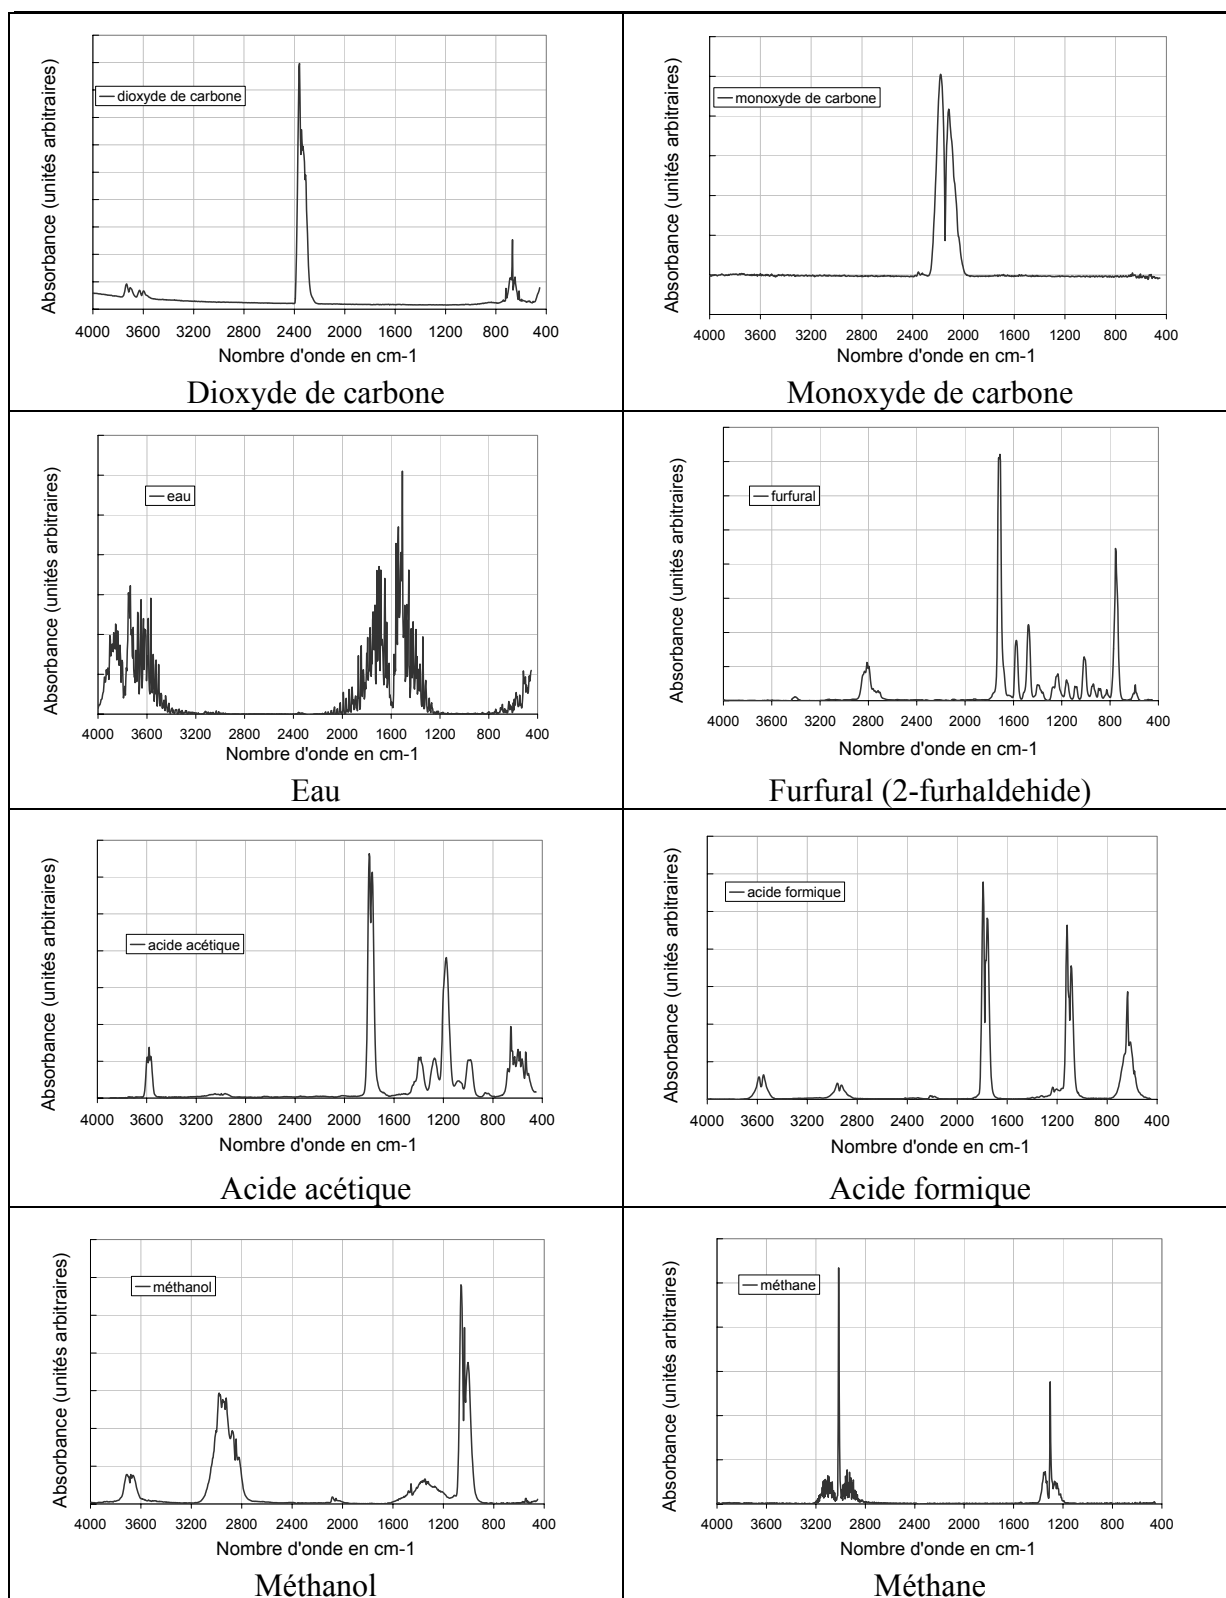 Absorbance (unités arbitraires)
dioxyde de carbone
4000 3600 3200 2800 2400 2000 1600 1200 800 400
Nombre d'onde en cm-1
Dioxyde de carbone
Absorbance (unités arbitraires)
monoxyde de carbone
4000 3600 3200 2800 2400 2000 1600 1200 800 400
Nombre d'onde en cm-1
Monoxyde de carbone
Absorbance (unités arbitraires)
eau
4000 3600 3200 2800 2400 2000 1600 1200 800 400
Nombre d'onde en cm-1
Eau
Absorbance (unités arbitraires)
furfural
4000 3600 3200 2800 2400 2000 1600 1200 800 400
Nombre d'onde en cm-1
Furfural (2-furhaldehide)
Absorbance (unités arbitraires)
acide acétique
4000 3600 3200 2800 2400 2000 1600 1200 800 400
Nombre d'onde en cm-1
Acide acétique
Absorbance (unités arbitraires)
acide formique
4000 3600 3200 2800 2400 2000 1600 1200 800 400
Nombre d'onde en cm-1
Acide formique
Absorbance (unités arbitraires)
méthanol
4000 3600 3200 2800 2400 2000 1600 1200 800 400
Nombre d'onde en cm-1
Méthanol
Absorbance (unités arbitraires)
méthane
4000 3600 3200 2800 2400 2000 1600 1200 800 400
Nombre d'onde en cm-1
Méthane